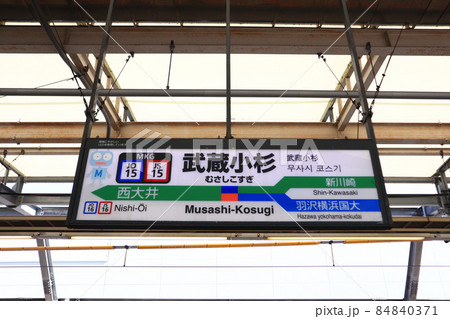 MKG
JO
15
JS
15
M
武蔵小杉
むさしこすぎ
武蔵小杉
무사시 코스기
西大井
JO
16
JS
16
Nishi-Ōi
Musashi-Kosugi
新川崎
Shin-Kawasaki
羽沢横浜国大
Hazawa yokohama-kokudai
pixta.jp - 84840371